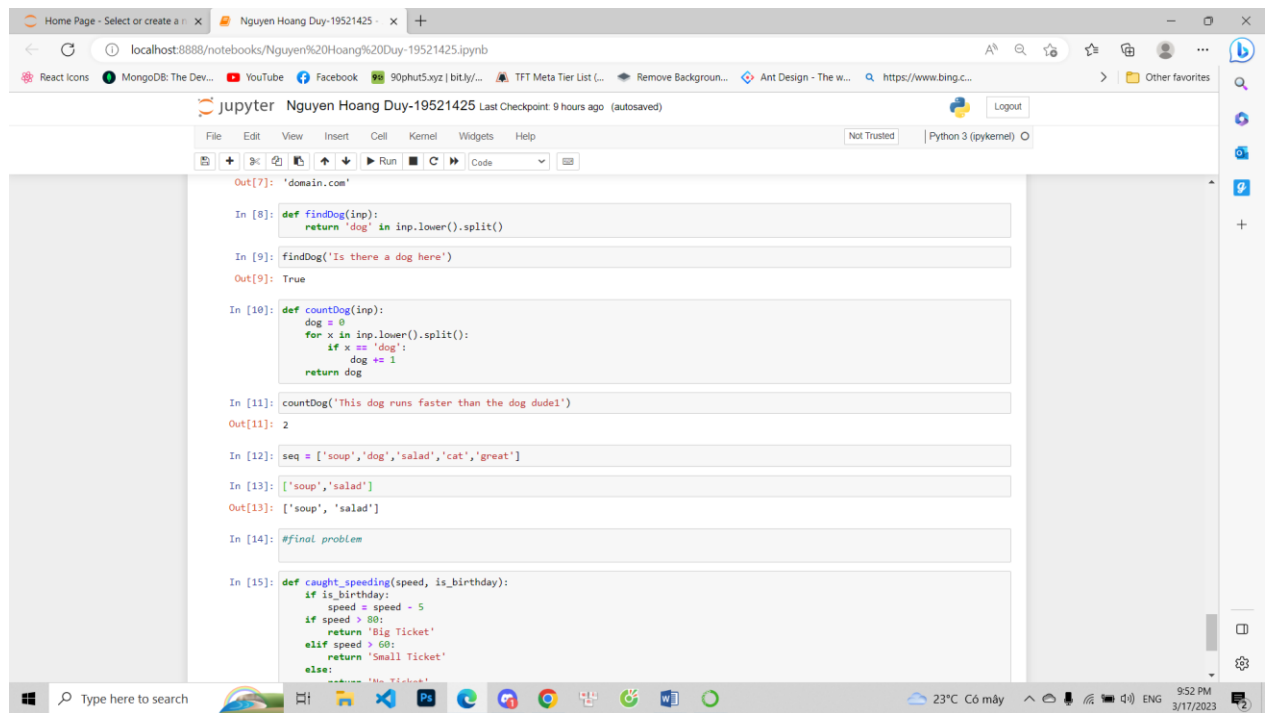 Home Page - Select or create a n
Nguyen Hoang Duy-19521425 -
localhost:8888/notebooks/Nguyen%20Hoang%20Duy-19521425.ipynb
React Icons MongoDB: The Dev... YouTube Facebook 90 90phut5.xyz | bit.ly/... TFT Meta Tier List (... Remove Backgroun... Ant Design - The w... https://www.bing.c... Other favorites
jupyter Nguyen Hoang Duy-19521425 Last Checkpoint: 9 hours ago (autosaved) Logout
File Edit View Insert Cell Kernel Widgets Help Not Trusted Python 3 (ipykernel)
Run Code
Out[7]: 'domain.com'
In [8]: def findDog(inp):
return 'dog' in inp.lower().split()
In [9]: findDog('Is there a dog here')
Out[9]: True
In [10]: def countDog(inp):
dog = 0
for x in inp.lower().split():
if x == 'dog':
dog += 1
return dog
In [11]: countDog('This dog runs faster than the dog dude1')
Out[11]: 2
In [12]: seq = ['soup','dog','salad','cat','great']
In [13]: ['soup','salad']
Out[13]: ['soup', 'salad']
In [14]: #final problem
In [15]: def caught_speeding(speed, is_birthday):
if is_birthday:
speed = speed - 5
if speed > 80:
return 'Big Ticket'
elif speed > 60:
return 'Small Ticket'
else:
return 'No Ticket'
Type here to search Ps 23°C Có mây ENG 9:52 PM
3/17/2023 2